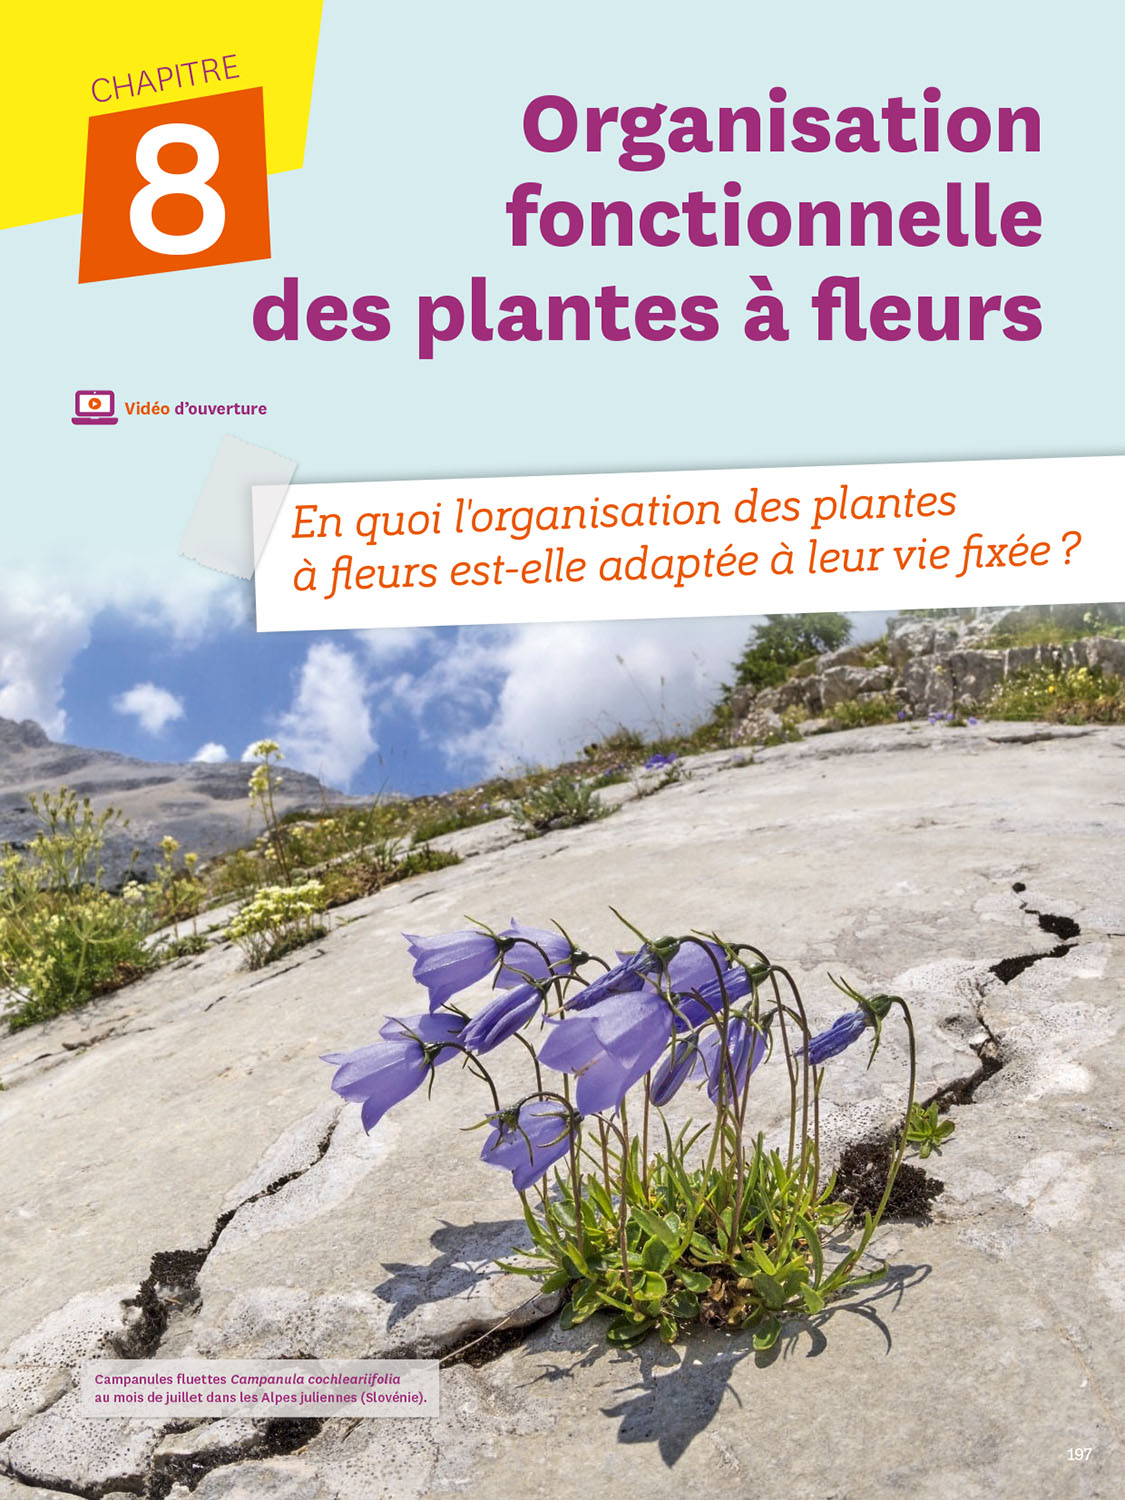 CHAPITRE
8
Organisation
fonctionnelle
des plantes à fleurs
Vidéo d'ouverture
En quoi l'organisation des plantes
à fleurs est-elle adaptée à leur vie fixée ?
Campanules fluettes Campanula cochleariifolia
au mois de juillet dans les Alpes juliennes (Slovénie).
197